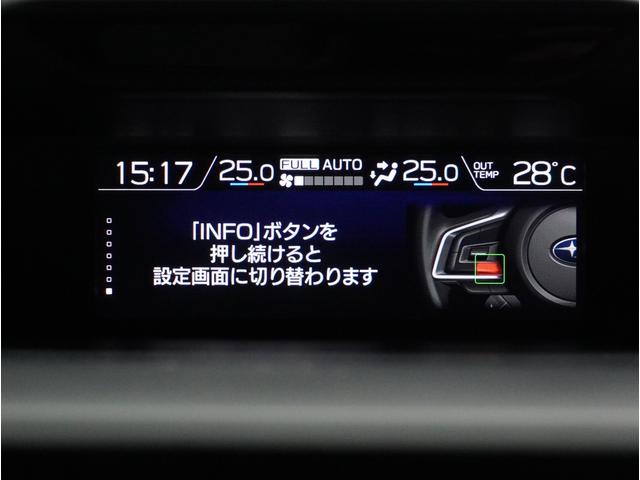 15:17 25.0 FULL AUTO 25.0 OUT TEMP 28°C
「INFO」ボタンを
押し続けると
設定画面に切り替わります